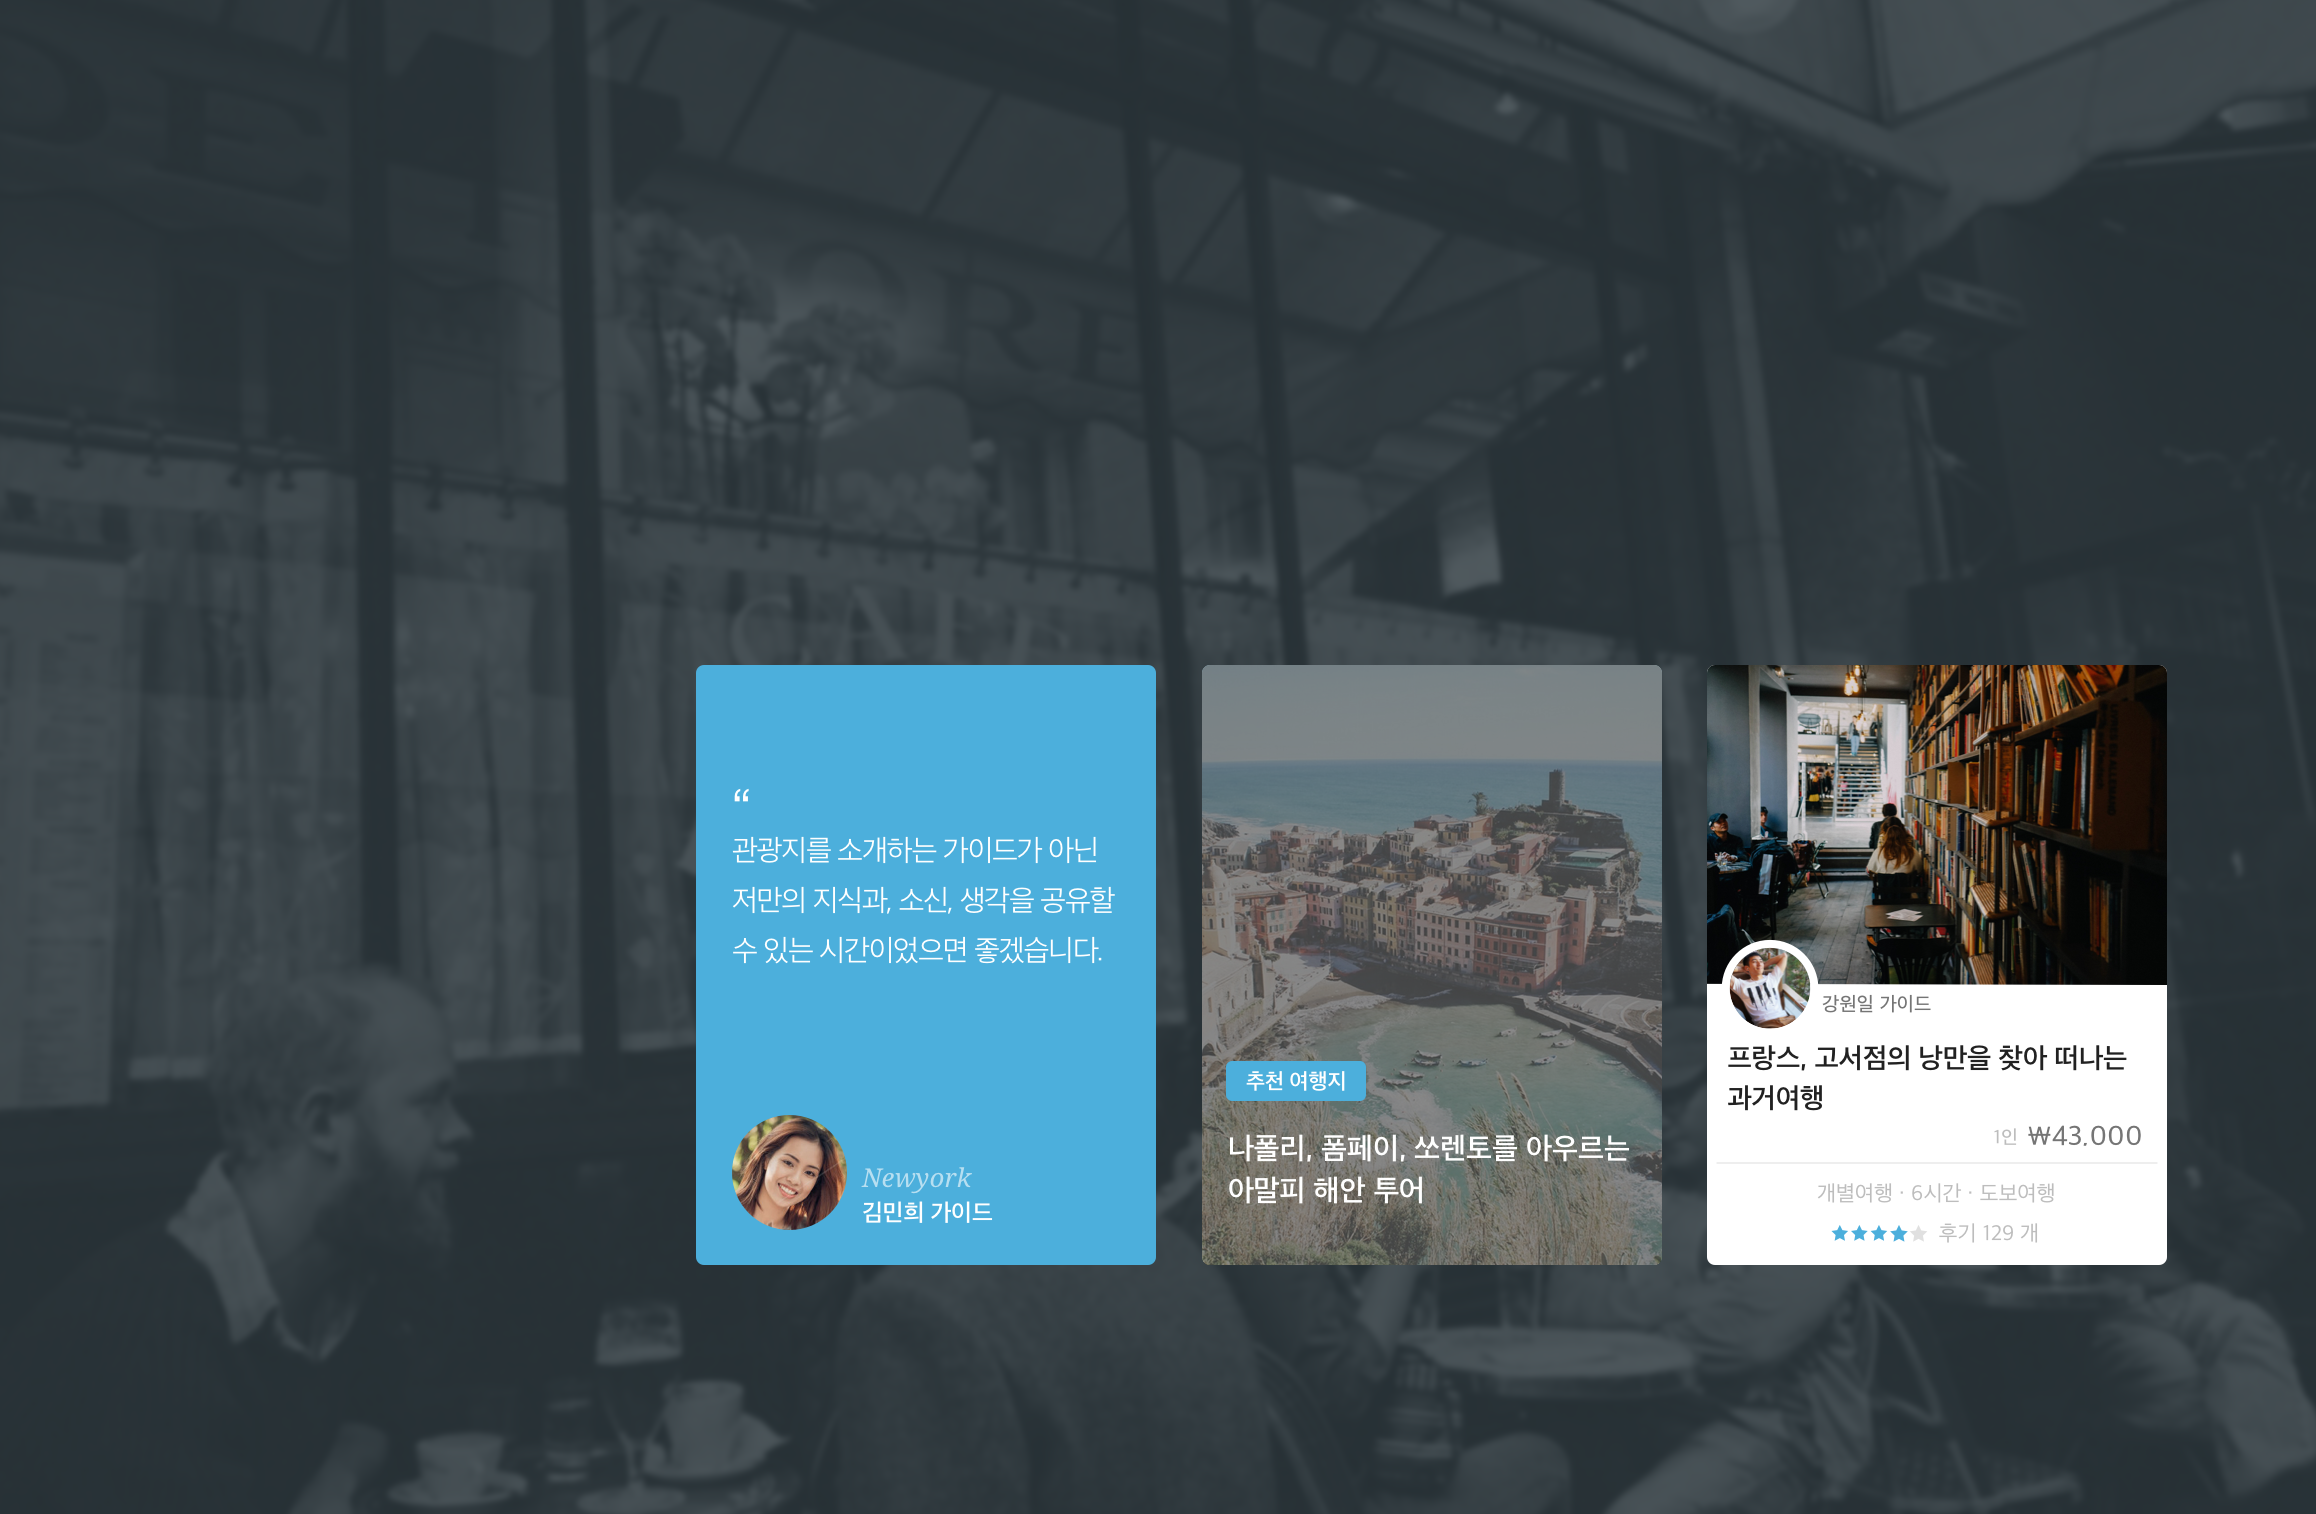 CAFE
“
관광지를 소개하는 가이드가 아닌
저만의 지식과, 소신, 생각을 공유할
수 있는 시간이었으면 좋겠습니다.
Newyork
김민희 가이드
추천 여행지
나폴리, 폼페이, 쏘렌토를 아우르는
아말피 해안 투어
강원일 가이드
프랑스, 고서점의 낭만을 찾아 떠나는
과거여행
1인 ₩43,000
개별여행 · 6시간 · 도보여행
★★★★★ 후기 129 개